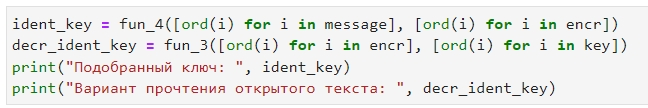 ident_key = fun_4([ord(i) for i in message], [ord(i) for i in encr])
decr_ident_key = fun_3([ord(i) for i in encr], [ord(i) for i in key])
print("Подобранный ключ: ", ident_key)
print("Вариант прочтения открытого текста: ", decr_ident_key)